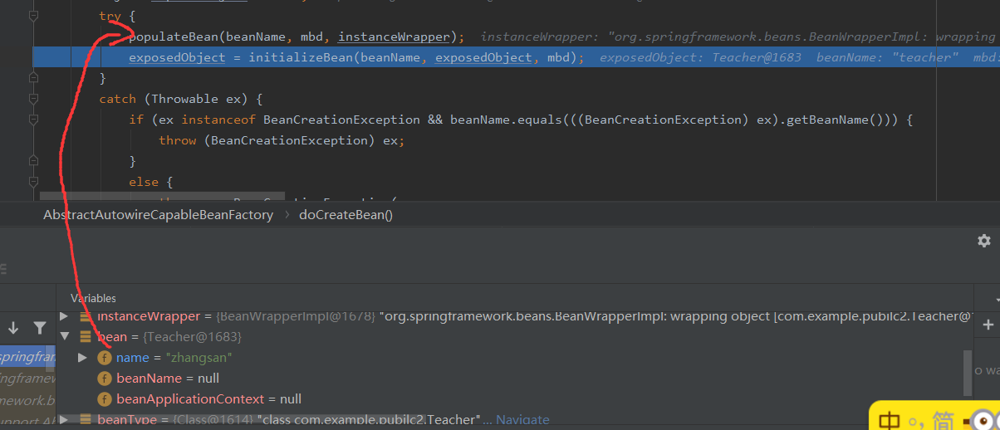 try {
populateBean(beanName, mbd, instanceWrapper); instanceWrapper: "org.springframework.beans.BeanWrapperImpl: wrapping
exposedObject = initializeBean(beanName, exposedObject, mbd); exposedObject: Teacher@1683 beanName: "teacher" mbd:
}
catch (Throwable ex) {
if (ex instanceof BeanCreationException && beanName.equals(((BeanCreationException) ex).getBeanName())) {
throw (BeanCreationException) ex;
}
else {
AbstractAutowireCapableBeanFactory › doCreateBean()
Variables
instanceWrapper = {BeanWrapperImpl@1678} "org.springframework.beans.BeanWrapperImpl: wrapping object [com.example.pubilc2.Teacher@
bean = {Teacher@1683}
springfram
f name = "zhangsan"
ingframew
f beanName = null
o wa
mework.b
f beanApplicationContext = null
beanType = {Class@1614} "class com.example.pubilc2.Teacher"... Navigate
中 简